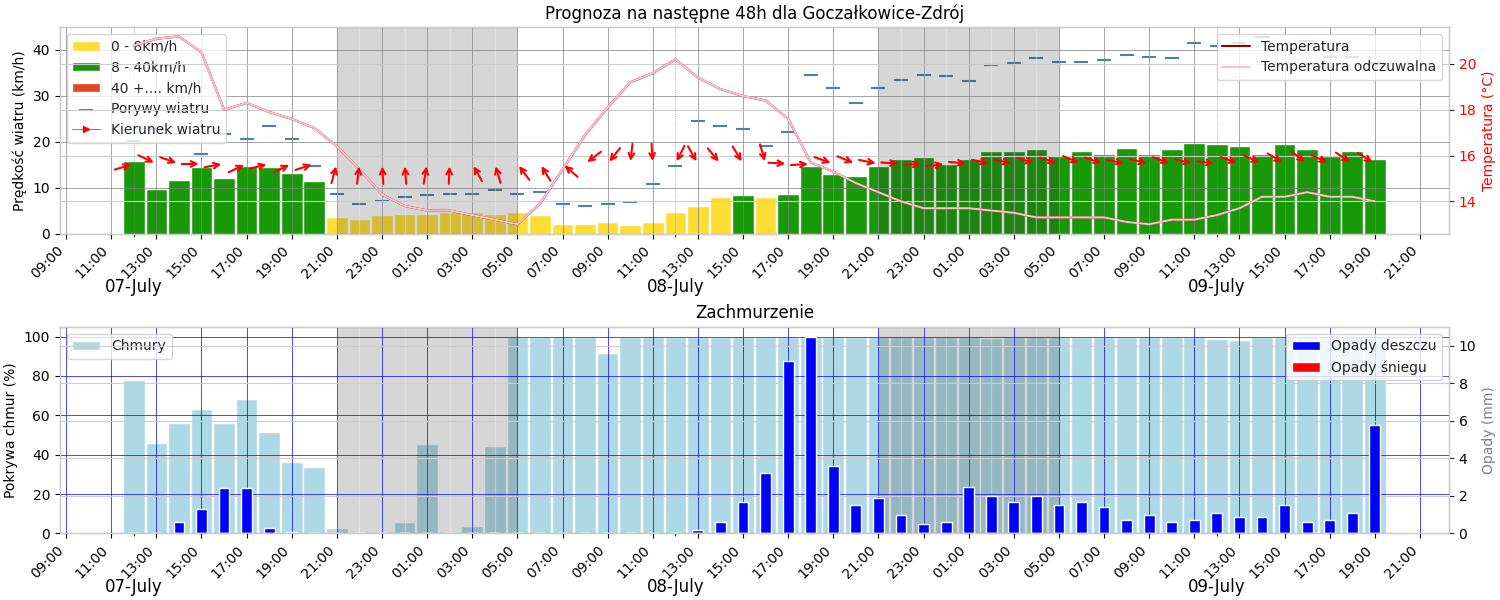 Prognoza na następne 48h dla Goczałkowice-Zdrój
Prędkość wiatru (km/h)
40
30
20
10
0
0 - 8km/h
8 - 40km/h
40 +.... km/h
Porywy wiatru
Kierunek wiatru
Temperatura
Temperatura odczuwalna
20
18
16
14
Temperatura (°C)
09:00 11:00 13:00 15:00 17:00 19:00 21:00 23:00 01:00 03:00 05:00 07:00 09:00 11:00 13:00 15:00 17:00 19:00 21:00 23:00 01:00 03:00 05:00 07:00 09:00 11:00 13:00 15:00 17:00 19:00 21:00
07-July 08-July 09-July
Zachmurzenie
Pokrywa chmur (%)
100
80
60
40
20
0
Chmury
Opady deszczu
Opady śniegu
10
8
6
4
2
0
Opady (mm)
09:00 11:00 13:00 15:00 17:00 19:00 21:00 23:00 01:00 03:00 05:00 07:00 09:00 11:00 13:00 15:00 17:00 19:00 21:00 23:00 01:00 03:00 05:00 07:00 09:00 11:00 13:00 15:00 17:00 19:00 21:00
07-July 08-July 09-July